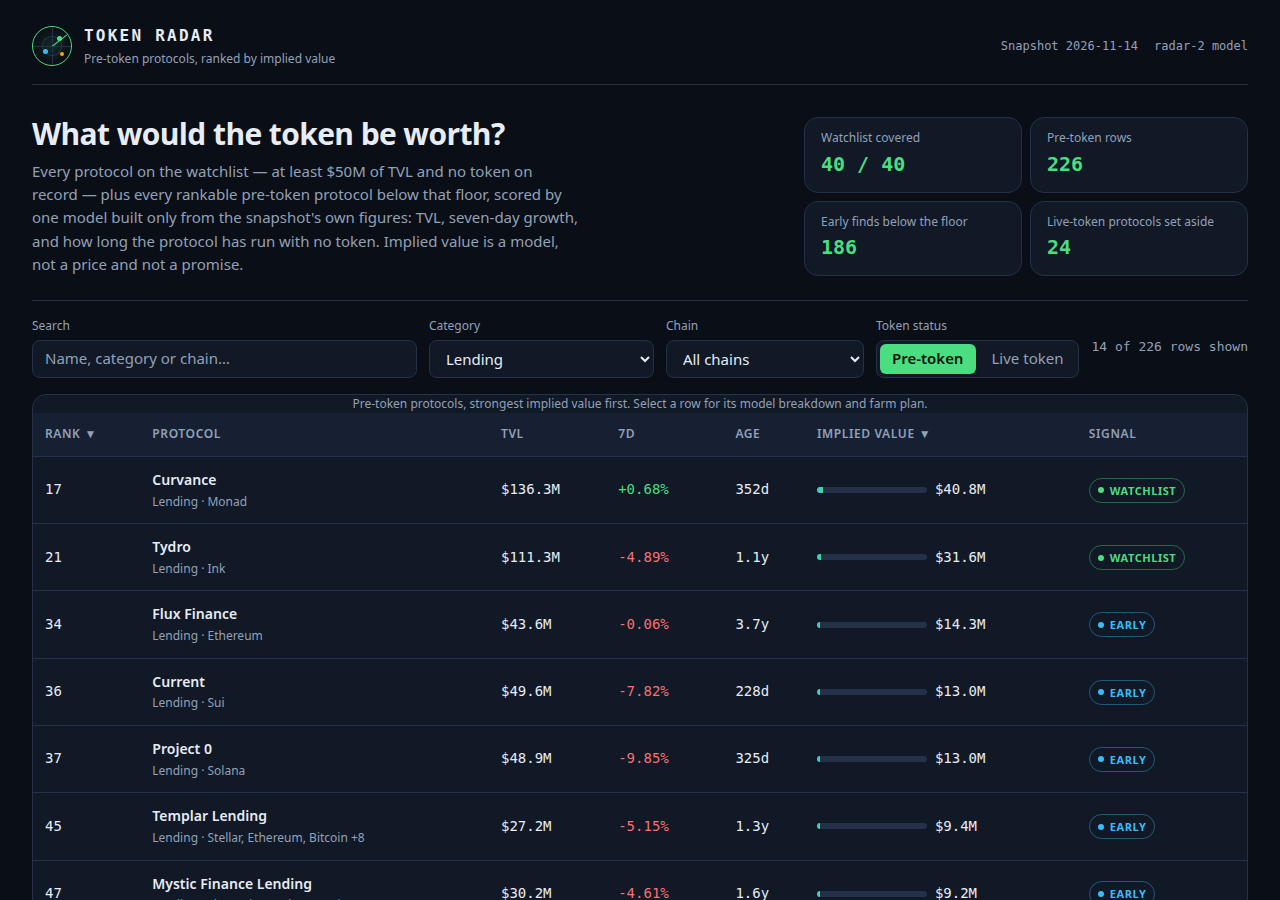 TOKEN RADAR
Pre-token protocols, ranked by implied value
Snapshot 2026-11-14 radar-2 model
What would the token be worth?
Every protocol on the watchlist — at least $50M of TVL and no token on
record — plus every rankable pre-token protocol below that floor, scored by
one model built only from the snapshot's own figures: TVL, seven-day growth,
and how long the protocol has run with no token. Implied value is a model,
not a price and not a promise.
Watchlist covered
40 / 40
Pre-token rows
226
Early finds below the floor
186
Live-token protocols set aside
24
Search
Name, category or chain...
Category
Lending
Chain
All chains
Token status
Pre-token Live token
14 of 226 rows shown
Pre-token protocols, strongest implied value first. Select a row for its model breakdown and farm plan.
RANK ▼ PROTOCOL TVL 7D AGE IMPLIED VALUE ▼ SIGNAL
17 Curvance $136.3M +0.68% 352d $40.8M WATCHLIST
Lending · Monad
21 Tydro $111.3M -4.89% 1.1y $31.6M WATCHLIST
Lending · Ink
34 Flux Finance $43.6M -0.06% 3.7y $14.3M EARLY
Lending · Ethereum
36 Current $49.6M -7.82% 228d $13.0M EARLY
Lending · Sui
37 Project 0 $48.9M -9.85% 325d $13.0M EARLY
Lending · Solana
45 Templar Lending $27.2M -5.15% 1.3y $9.4M EARLY
Lending · Stellar, Ethereum, Bitcoin +8
47 Mystic Finance Lending $30.2M -4.61% 1.6y $9.2M EARLY